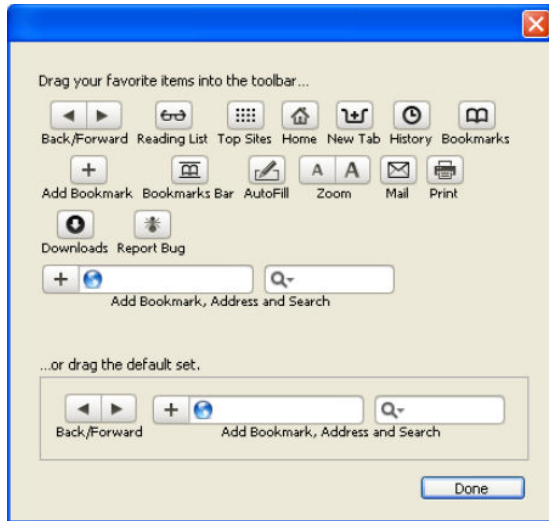 Drag your favorite items into the toolbar...
Back/Forward Reading List Top Sites Home New Tab History Bookmarks
Add Bookmark Bookmarks Bar AutoFill Zoom Mail Print
A A
Downloads Report Bug
Add Bookmark, Address and Search
...or drag the default set.
Back/Forward Add Bookmark, Address and Search
Done